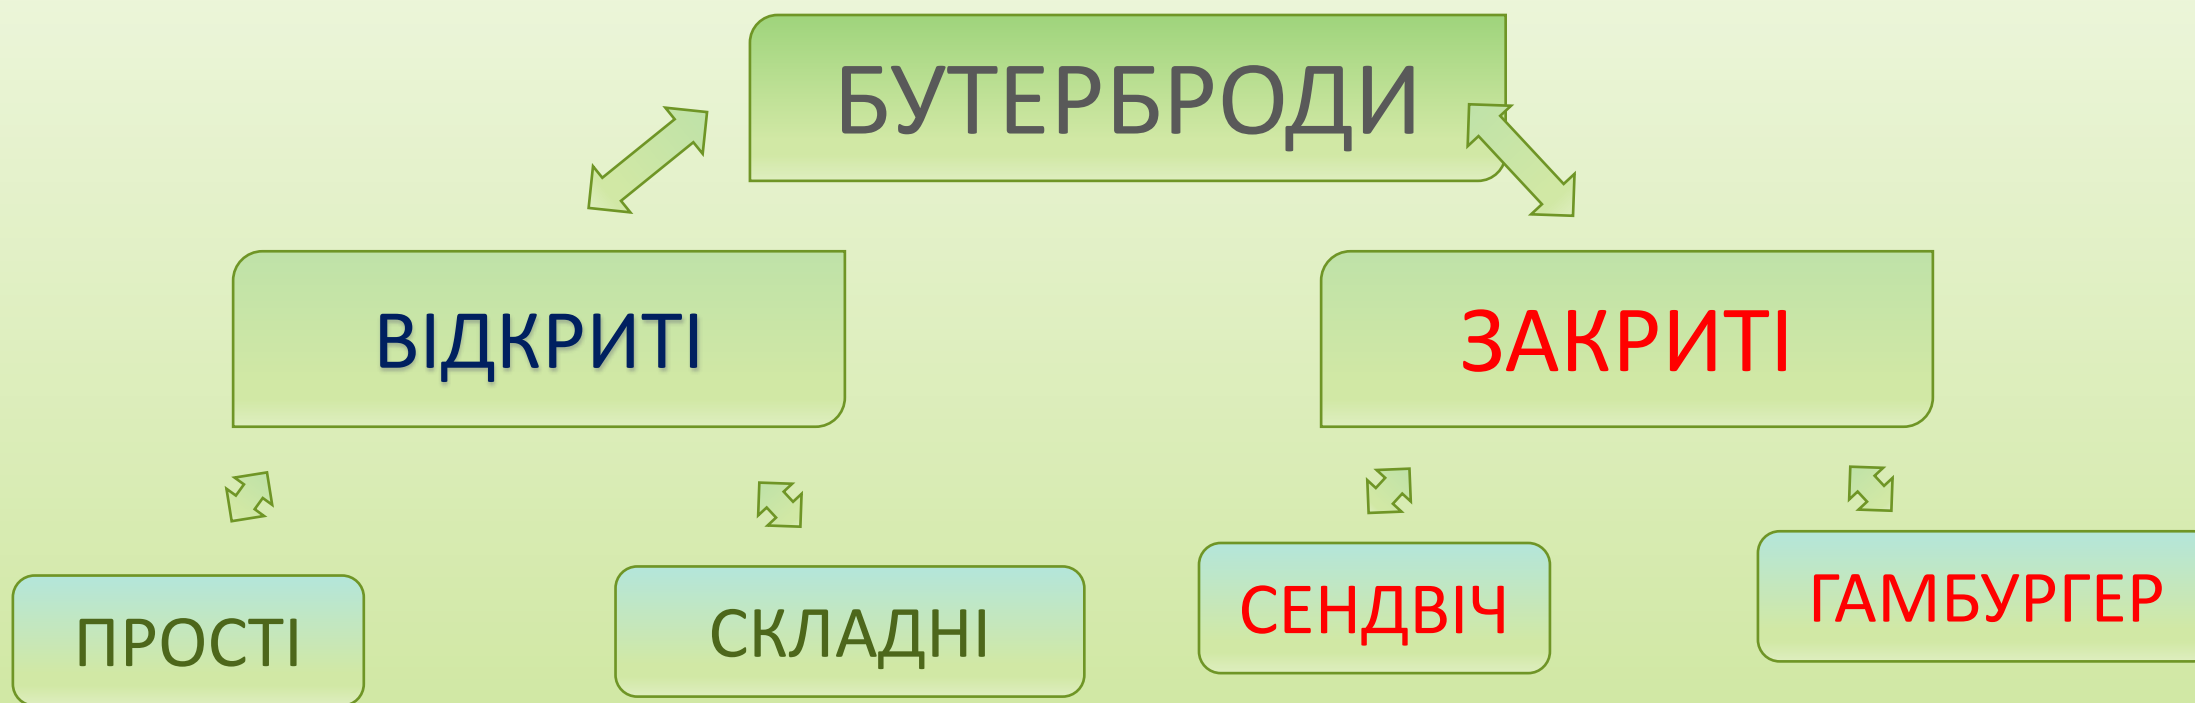 БУТЕРБРОДИ
ВІДКРИТІ
ЗАКРИТІ
ПРОСТІ
СКЛАДНІ
СЕНДВІЧ
ГАМБУРГЕР